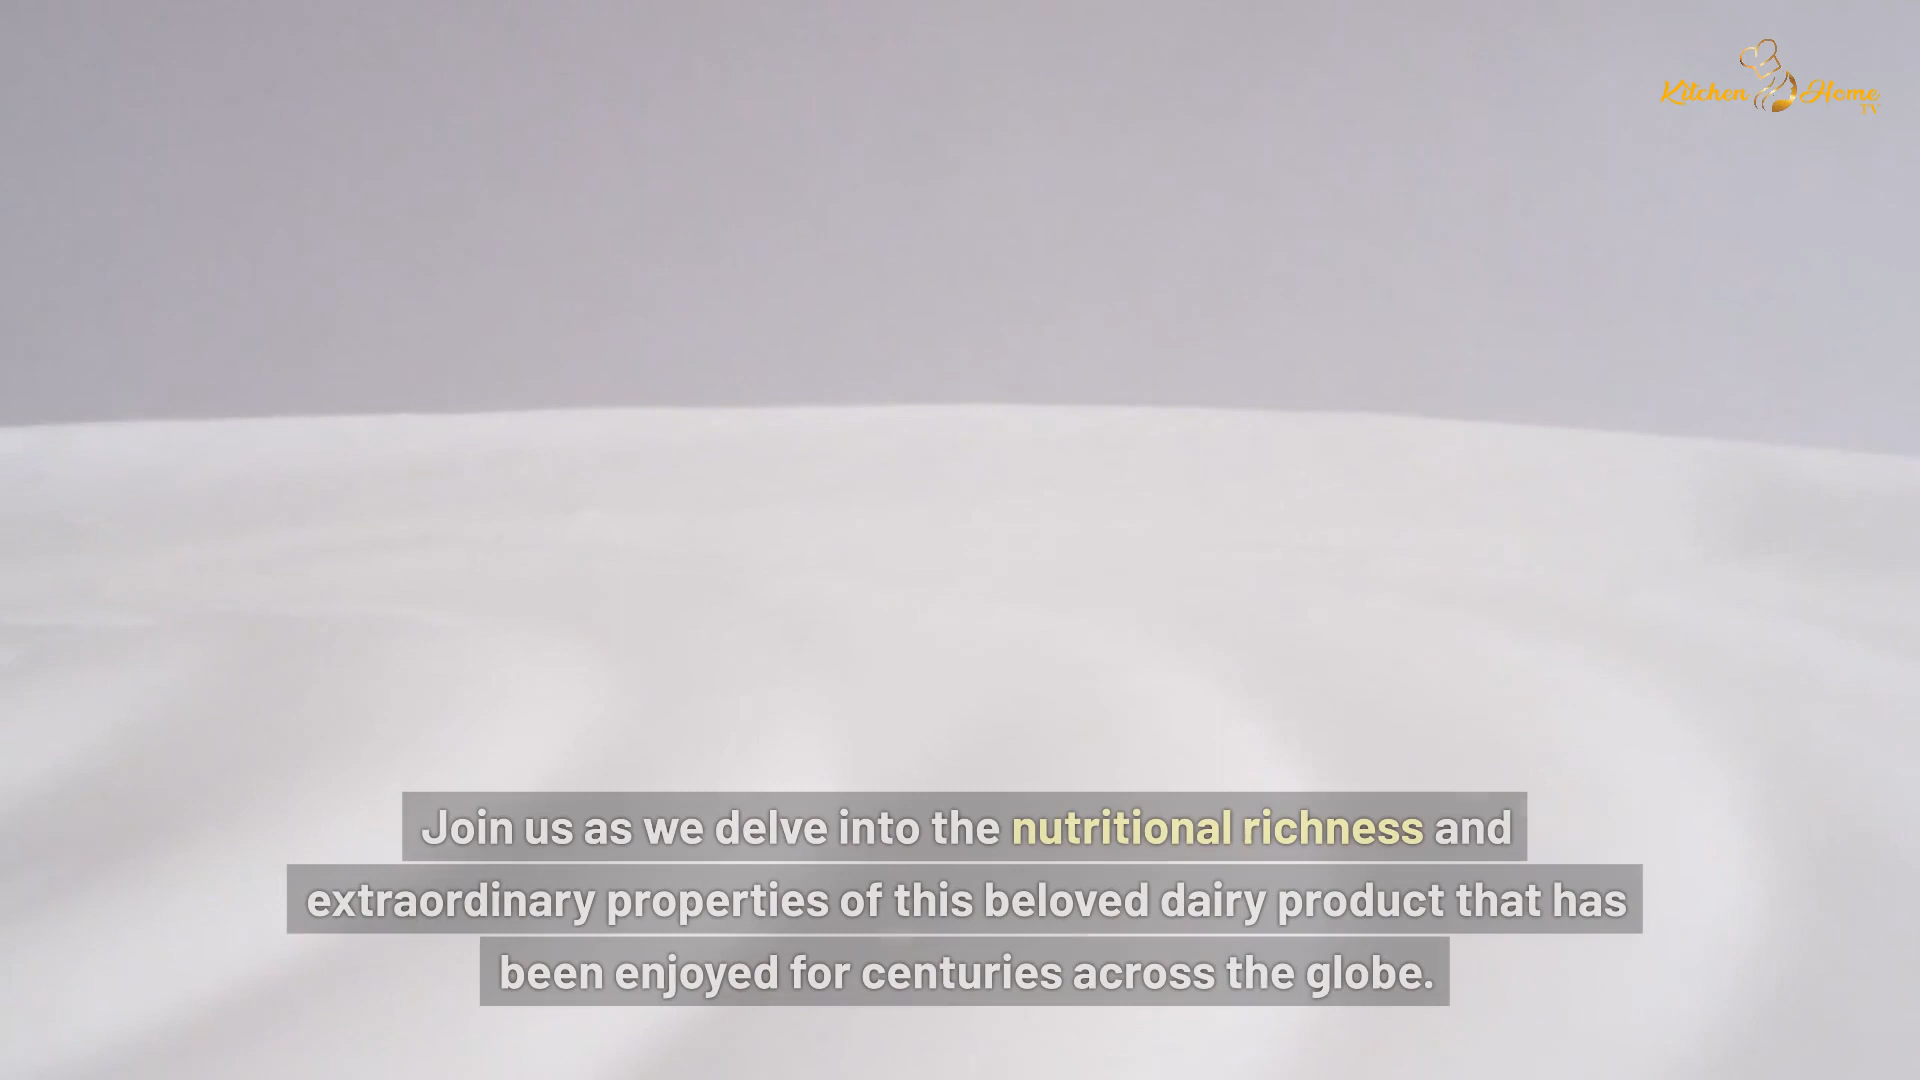 Kitchen Home
TV
Join us as we delve into the nutritional richness and
extraordinary properties of this beloved dairy product that has
been enjoyed for centuries across the globe.